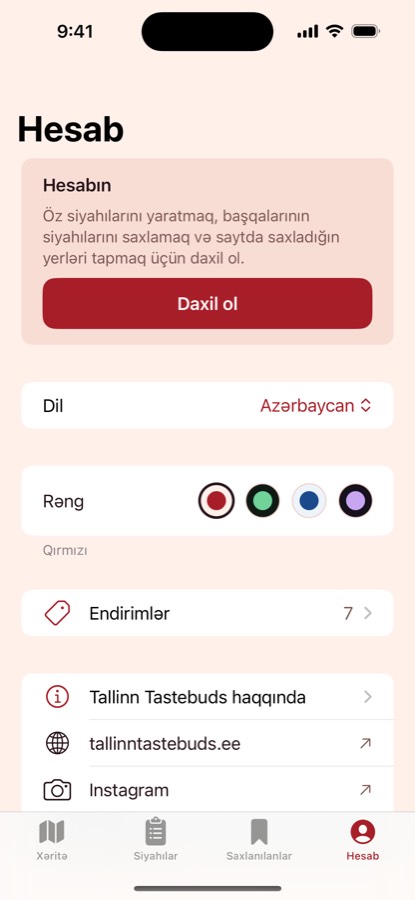 9:41
Hesab
Hesabın
Öz siyahılarını yaratmaq, başqalarının
siyahılarını saxlamaq və saytda saxladığın
yerləri tapmaq üçün daxil ol.
Daxil ol
Dil Azərbaycan
Rəng
Qırmızı
Endirimlər 7
Tallinn Tastebuds haqqında
tallinntastebuds.ee
Instagram
Xəritə Siyahılar Saxlanılanlar Hesab